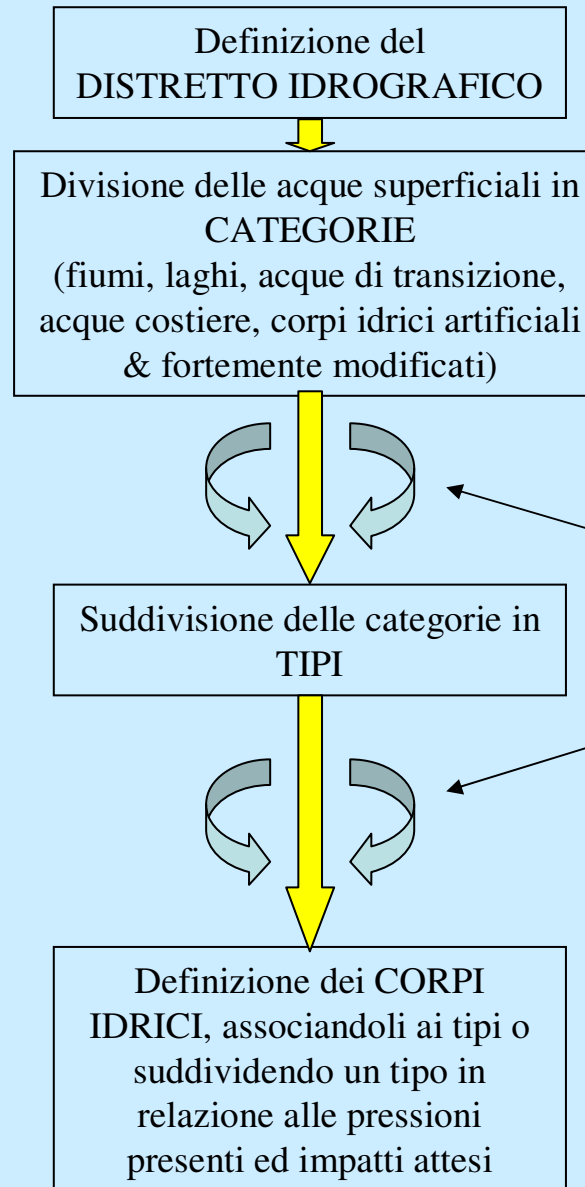 Definizione del
DISTRETTO IDROGRAFICO
Divisione delle acque superficiali in
CATEGORIE
(fiumi, laghi, acque di transizione,
acque costiere, corpi idrici artificiali
& fortemente modificati)
Suddivisione delle categorie in
TIPI
Definizione dei CORPI
IDRICI, associandoli ai tipi o
suddividendo un tipo in
relazione alle pressioni
presenti ed impatti attesi